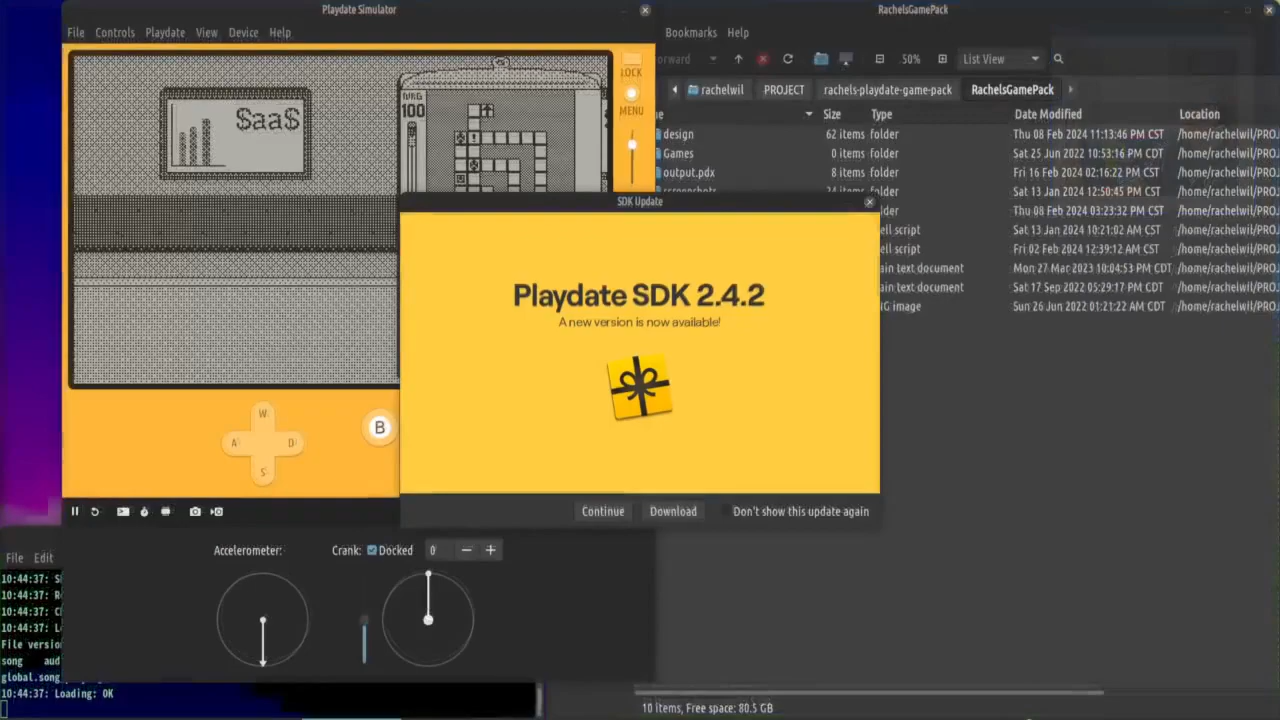 Playdate Simulator
File Controls Playdate View Device Help
SaaS
100
LOCK
MENU
W
A
D
S
B
Accelerometer:
Crank: Docked 0
File Edit
10:44:37: S
10:44:37: R
10:44:37: C
10:44:37: L
File versio
song aud
global.song
10:44:37: Loading: OK
SDK Update
Playdate SDK 2.4.2
A new version is now available!
Continue Download Don't show this update again
RachelsGamePack
Bookmarks Help
orward 50% List View
rachelwil PROJECT rachels-playdate-game-pack RachelsGamePack
Size Type Date Modified Location
design 62 items folder Thu 08 Feb 2024 11:13:46 PM CST /home/rachelwil/PROJ
Games 0 items folder Sat 25 Jun 2022 10:53:16 PM CDT /home/rachelwil/PROJ
output.pdx 8 items folder Fri 16 Feb 2024 02:16:22 PM CST /home/rachelwil/PROJ
screenshots 24 items folder Sat 13 Jan 2024 12:50:45 PM CST /home/rachelwil/PROJ
der Thu 08 Feb 2024 03:23:32 PM CST /home/rachelwil/PROJ
ell script Sat 13 Jan 2024 10:21:02 AM CST /home/rachelwil/PROJ
ell script Fri 02 Feb 2024 12:39:12 AM CST /home/rachelwil/PROJ
ain text document Mon 27 Mar 2023 10:04:53 PM CDT /home/rachelwil/PROJ
ain text document Sat 17 Sep 2022 05:29:17 PM CDT /home/rachelwil/PROJ
G image Sun 26 Jun 2022 01:21:22 AM CDT /home/rachelwil/PROJ
10 items, Free space: 80.5 GB